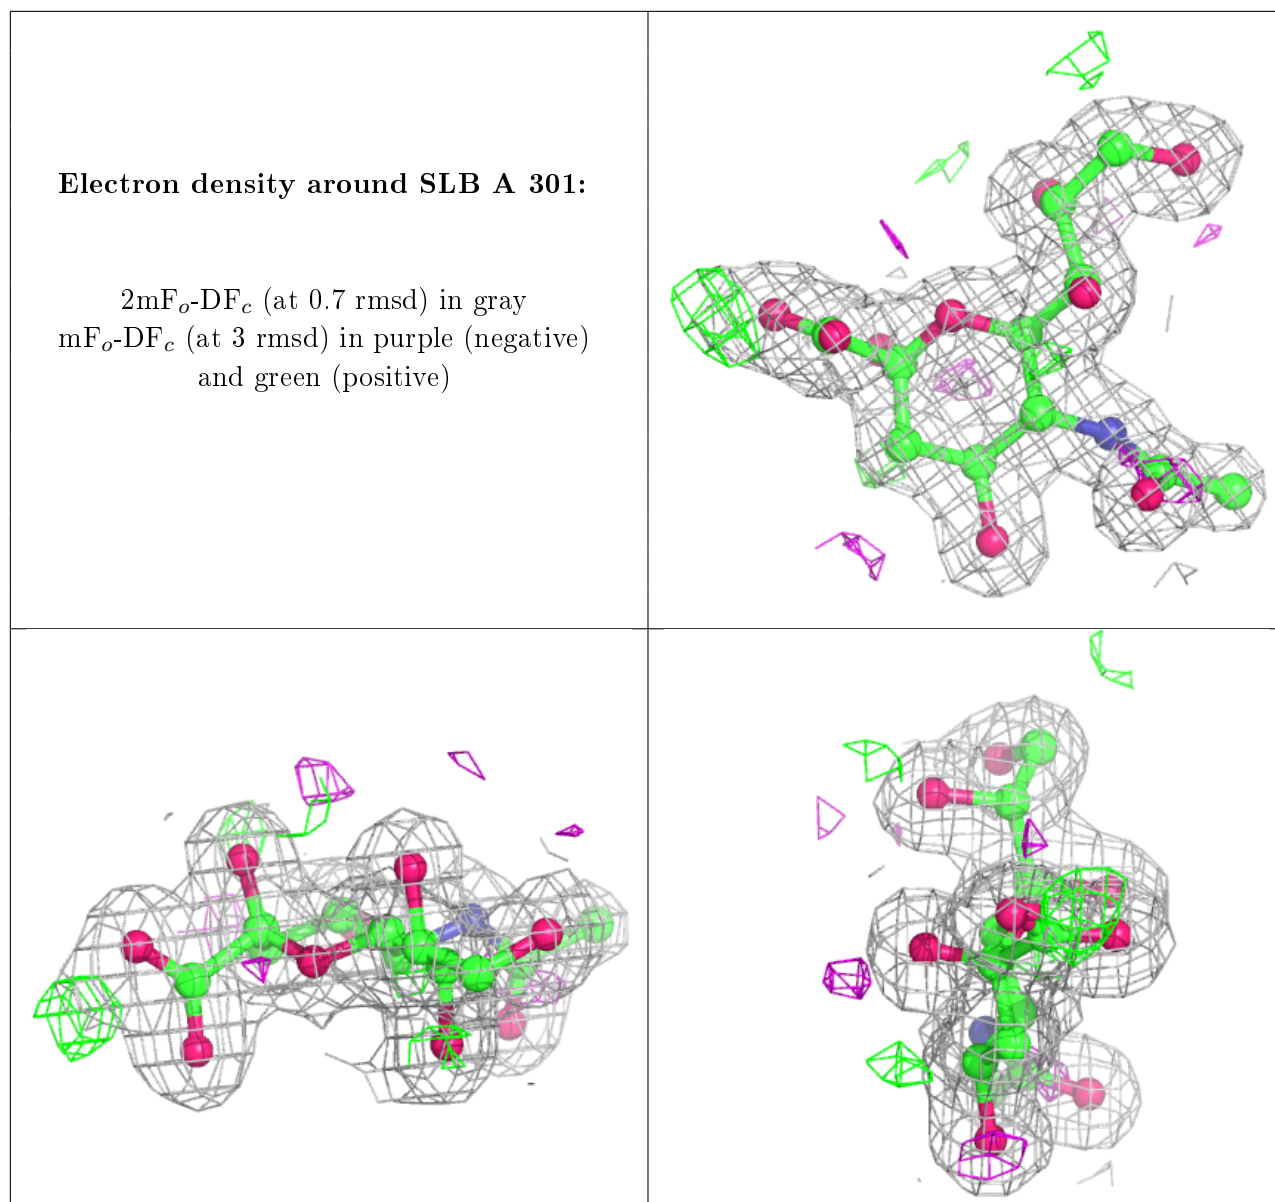 Electron density around SLB A 301:
2mFₒ-DF𝒸 (at 0.7 rmsd) in gray
mFₒ-DF𝒸 (at 3 rmsd) in purple (negative)
and green (positive)